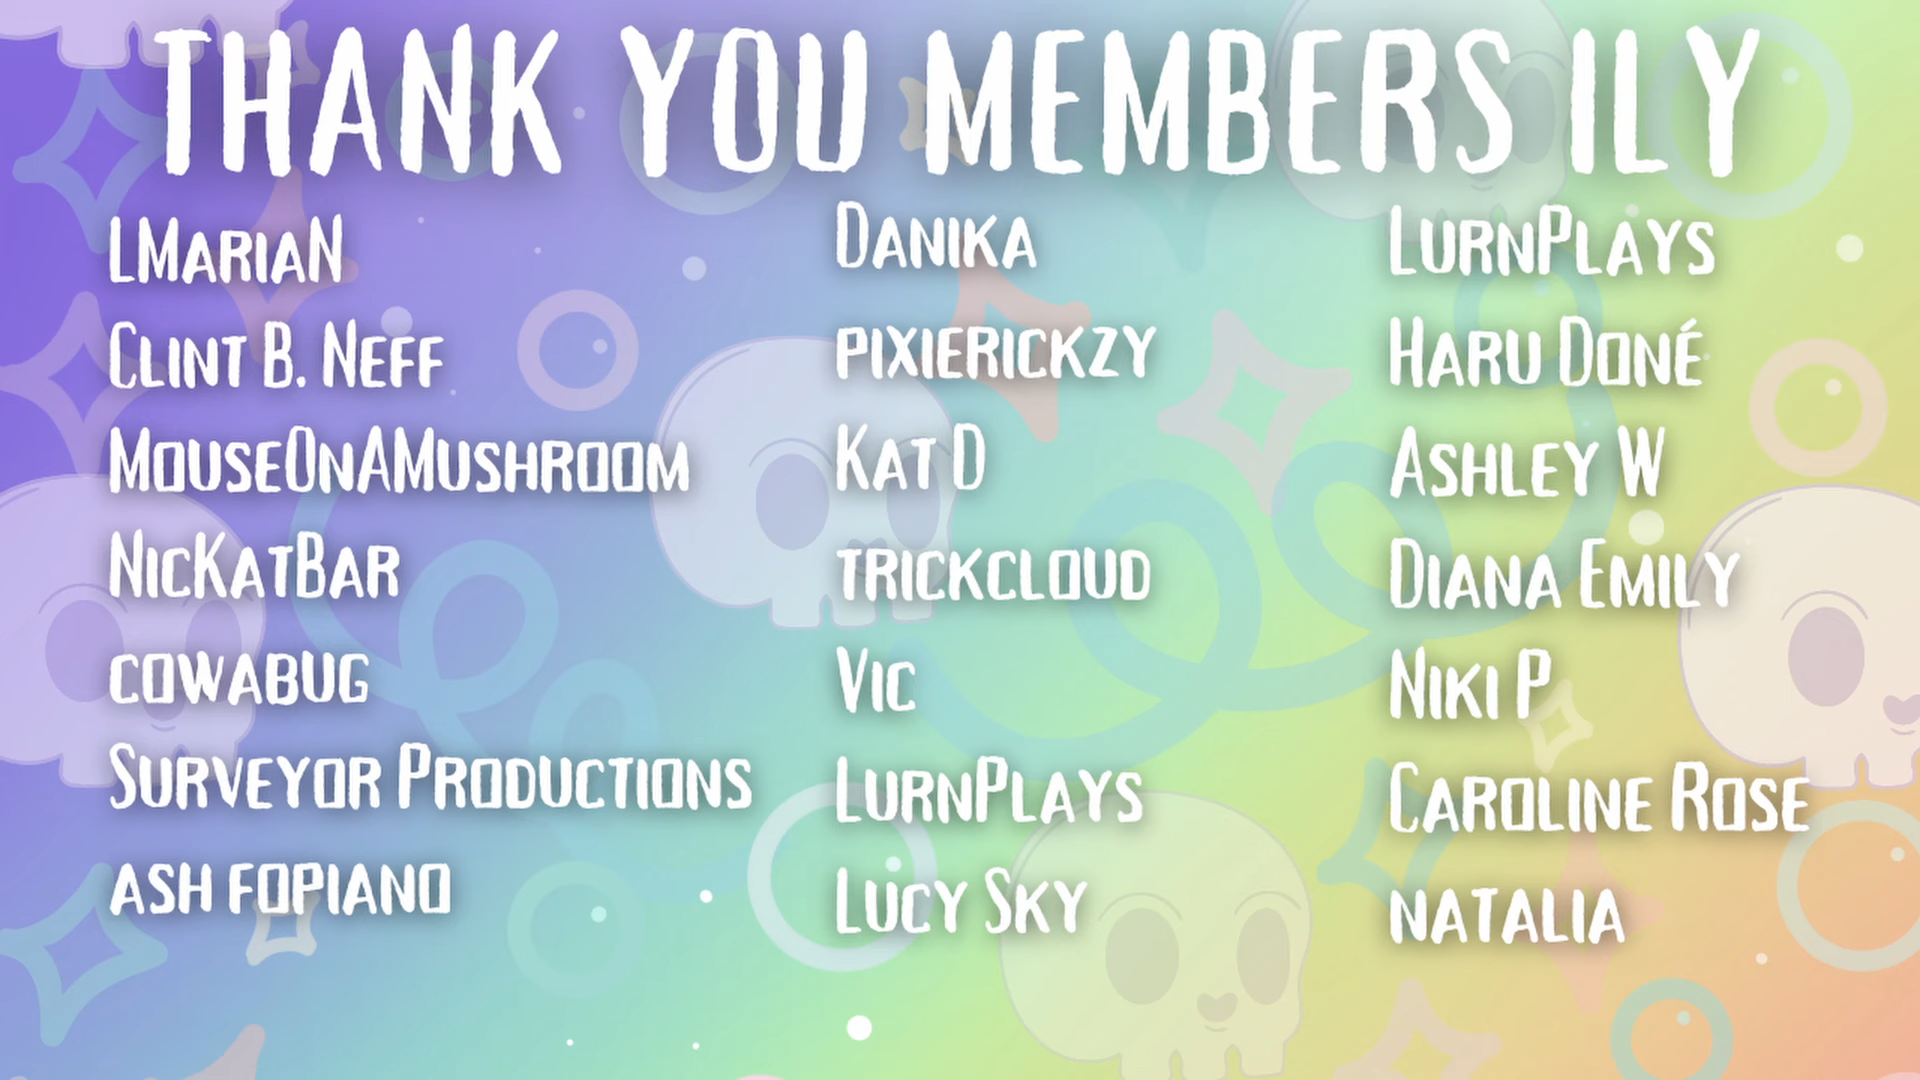 THANK YOU MEMBERS ILY
LMariaN
Clint B. Neff
MouseOnAMushroom
NicKatBar
cowabug
Surveyor Productions
ash fopiano
Danika
pixierickzy
Kat D
trickcloud
Vic
LurnPlays
Lucy Sky
LurnPlays
Haru Doné
Ashley W
Diana Emily
Niki P
Caroline Rose
natalia